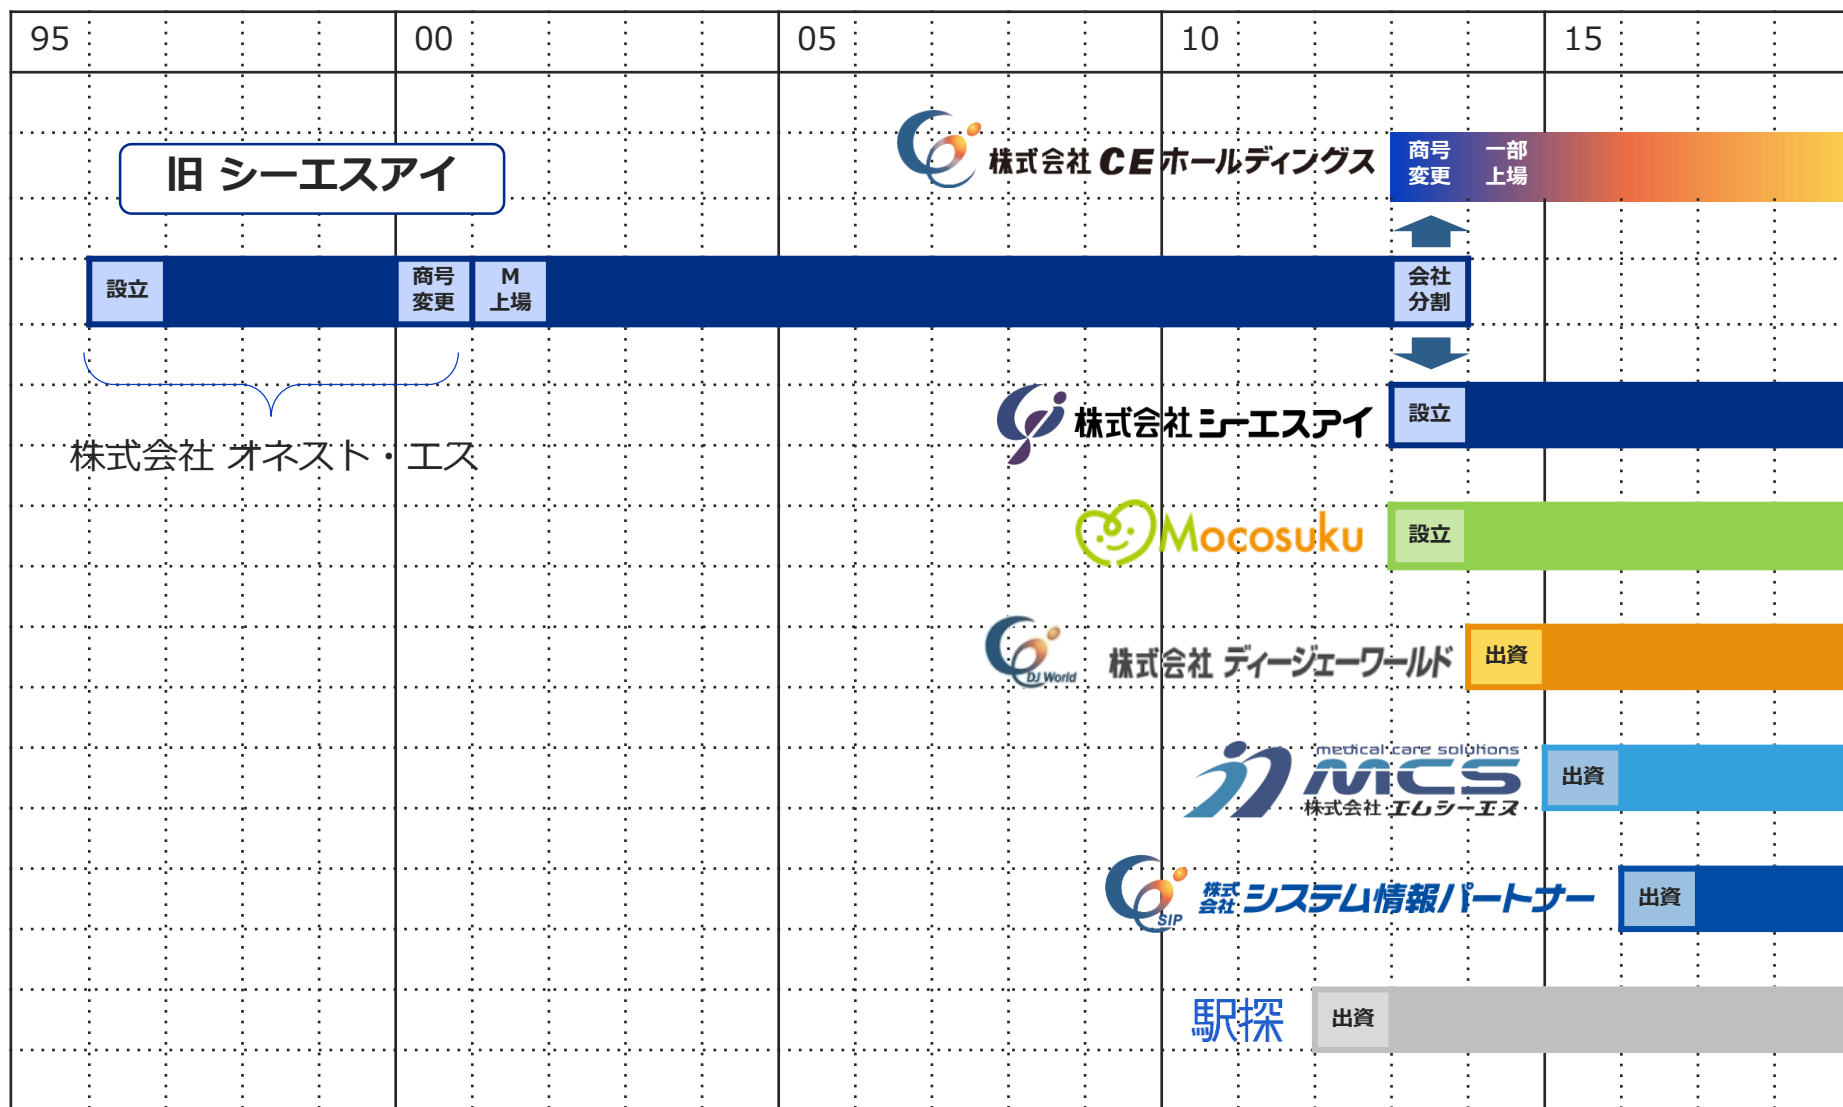 95 00 05 10 15
株式会社 CEホールディングス
商号
変更
一部
上場
旧 シーエスアイ
設立
商号
変更
M
上場
会社
分割
株式会社 オネスト・エス
株式会社 シーエスアイ
設立
Mocosuku
設立
DJ World
株式会社 ディージェーワールド
出資
medical care solutions
MCS
株式会社 エムシーエス
出資
SIP
株式
会社
システム情報パートナー
出資
駅探
出資